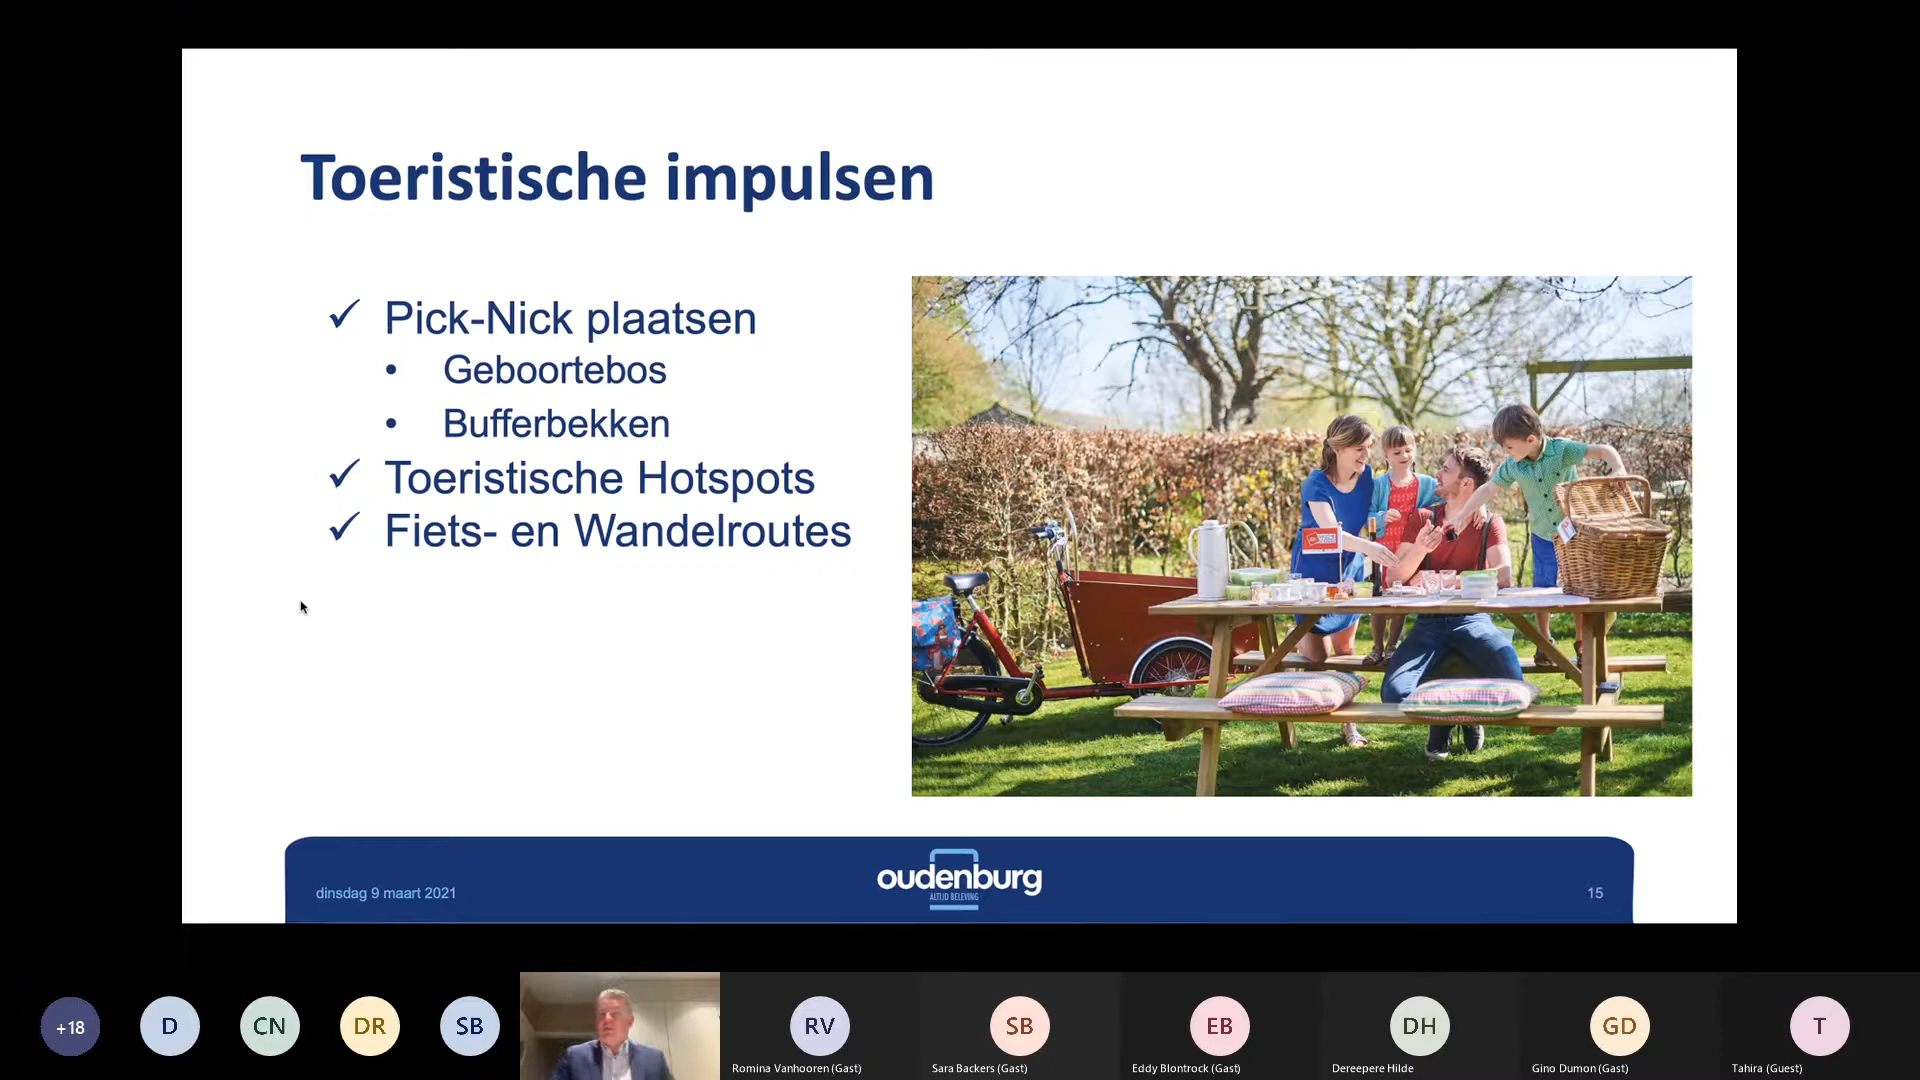 Toeristische impulsen
✓ Pick-Nick plaatsen
• Geboortebos
• Bufferbekken
✓ Toeristische Hotspots
✓ Fiets- en Wandelroutes
dinsdag 9 maart 2021
oudenburg
ALTIJD BELEVING
15
+18
D
CN
DR
SB
RV
SB
EB
DH
GD
T
Romina Vanhooren (Gast)
Sara Backers (Gast)
Eddy Blontrock (Gast)
Dereepere Hilde
Gino Dumon (Gast)
Tahira (Guest)